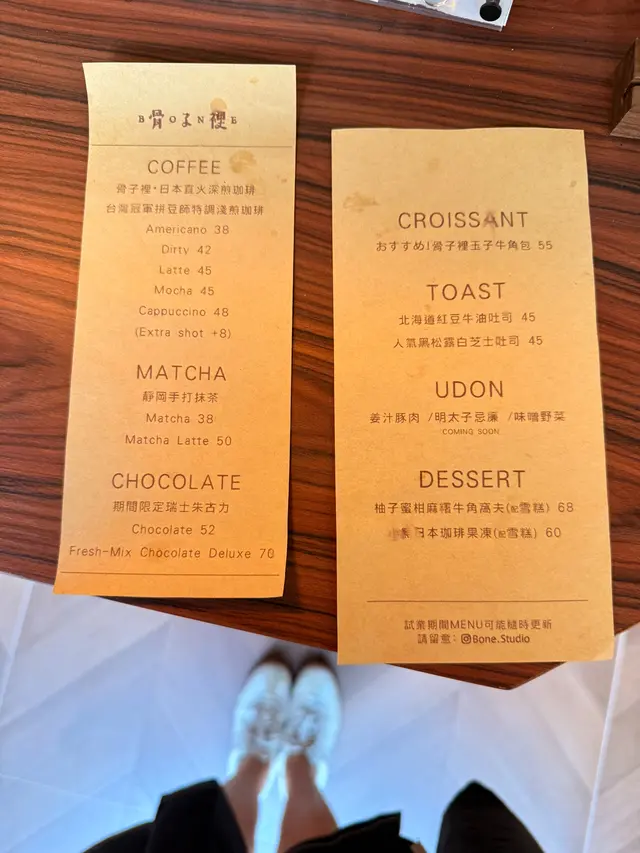 B骨O子N裡E
COFFEE
骨子裡・日本直火深煎珈琲
台灣冠軍拼豆師特調淺煎珈琲
Americano 38
Dirty 42
Latte 45
Mocha 45
Cappuccino 48
(Extra shot +8)
MATCHA
靜岡手打抹茶
Matcha 38
Matcha Latte 50
CHOCOLATE
期間限定瑞士朱古力
Chocolate 52
Fresh-Mix Chocolate Deluxe 70
CROISSANT
おすすめ!骨子裡玉子牛角包 55
TOAST
北海道紅豆牛油吐司 45
人氣黑松露白芝士吐司 45
UDON
姜汁豚肉 /明太子忌廉 /味噌野菜
COMING SOON
DESSERT
柚子蜜柑麻糬牛角窩夫(配雪糕) 68
日本珈琲果凍(配雪糕) 60
試業期間MENU可能隨時更新
請留意: Bone.Studio